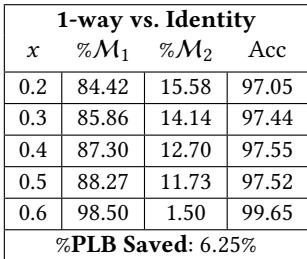 1-way vs. Identity
x %ℳ₁ %ℳ₂ Acc
0.2 84.42 15.58 97.05
0.3 85.86 14.14 97.44
0.4 87.30 12.70 97.55
0.5 88.27 11.73 97.52
0.6 98.50 1.50 99.65
%PLB Saved: 6.25%